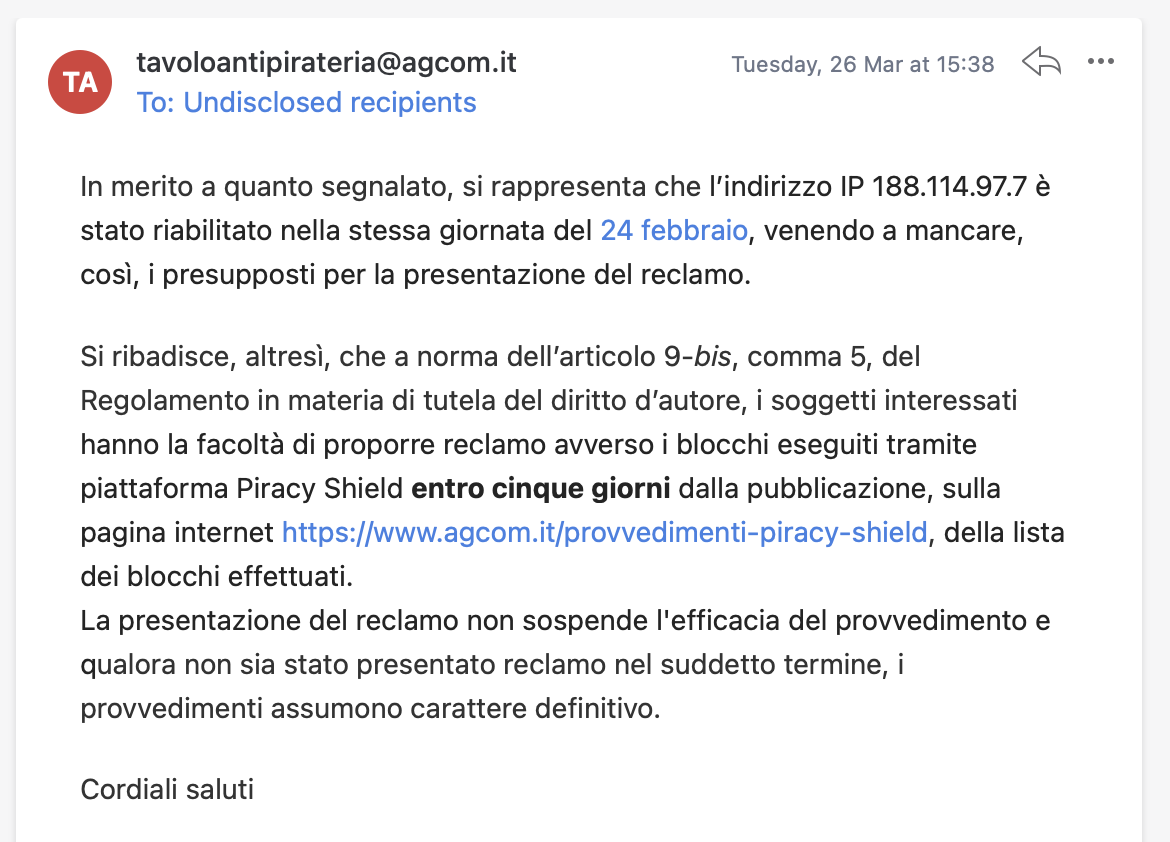 TA
tavoloantipirateria@agcom.it
Tuesday, 26 Mar at 15:38
To: Undisclosed recipients
In merito a quanto segnalato, si rappresenta che l’indirizzo IP 188.114.97.7 è
stato riabilitato nella stessa giornata del 24 febbraio, venendo a mancare,
così, i presupposti per la presentazione del reclamo.
Si ribadisce, altresì, che a norma dell’articolo 9-bis, comma 5, del
Regolamento in materia di tutela del diritto d’autore, i soggetti interessati
hanno la facoltà di proporre reclamo avverso i blocchi eseguiti tramite
piattaforma Piracy Shield entro cinque giorni dalla pubblicazione, sulla
pagina internet https://www.agcom.it/provvedimenti-piracy-shield, della lista
dei blocchi effettuati.
La presentazione del reclamo non sospende l'efficacia del provvedimento e
qualora non sia stato presentato reclamo nel suddetto termine, i
provvedimenti assumono carattere definitivo.
Cordiali saluti